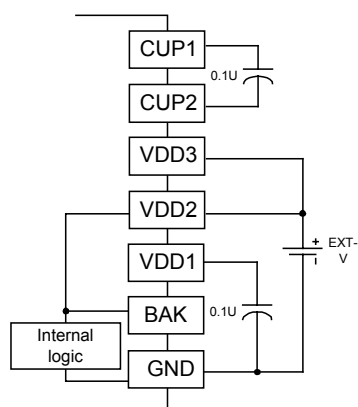 CUP1
0.1U
CUP2
VDD3
VDD2
+ EXT-
V
VDD1
BAK
0.1U
Internal
logic
GND